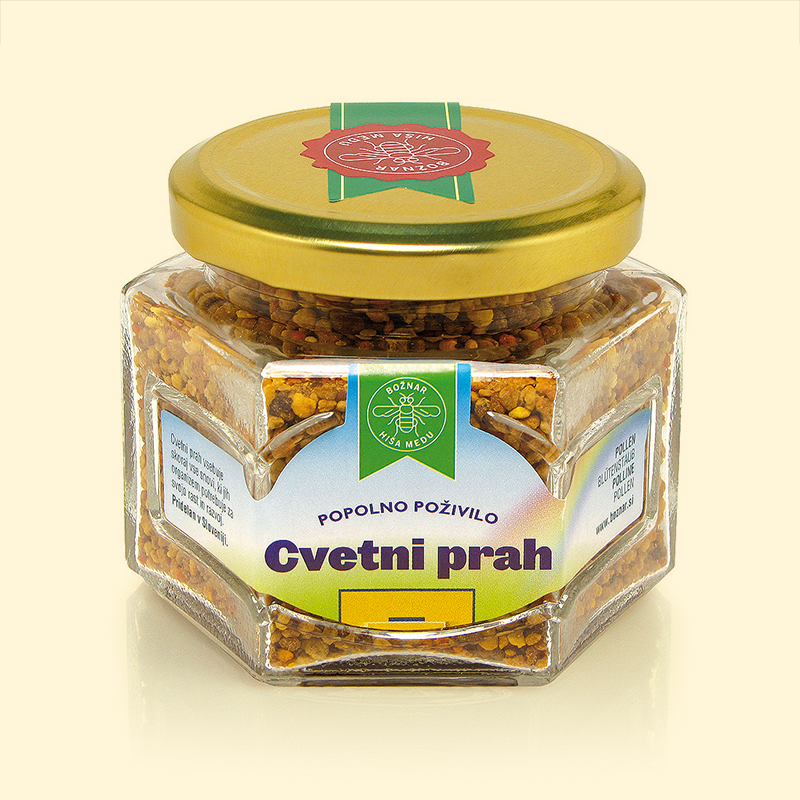 BOŽNAR
HIŠA MEDU
BOŽNAR
HIŠA MEDU
POPOLNO POŽIVILO
Cvetni prah
Cvetni prah vsebuje
skoraj vse snovi, ki jih
organizem potrebuje za
svojo rast in razvoj.
Pridelan v Sloveniji.
POLLEN
BLÜTENSTAUB
POLLINE
POLLEN
www.boznar.si